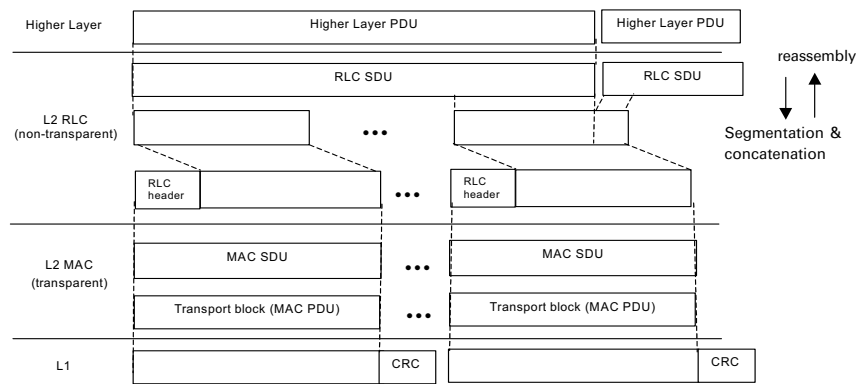 Higher Layer
Higher Layer PDU
Higher Layer PDU
reassembly
RLC SDU
RLC SDU
L2 RLC
(non-transparent)
•••
Segmentation &
concatenation
RLC
header
•••
RLC
header
L2 MAC
(transparent)
MAC SDU
•••
MAC SDU
Transport block (MAC PDU)
•••
Transport block (MAC PDU)
L1
CRC
CRC